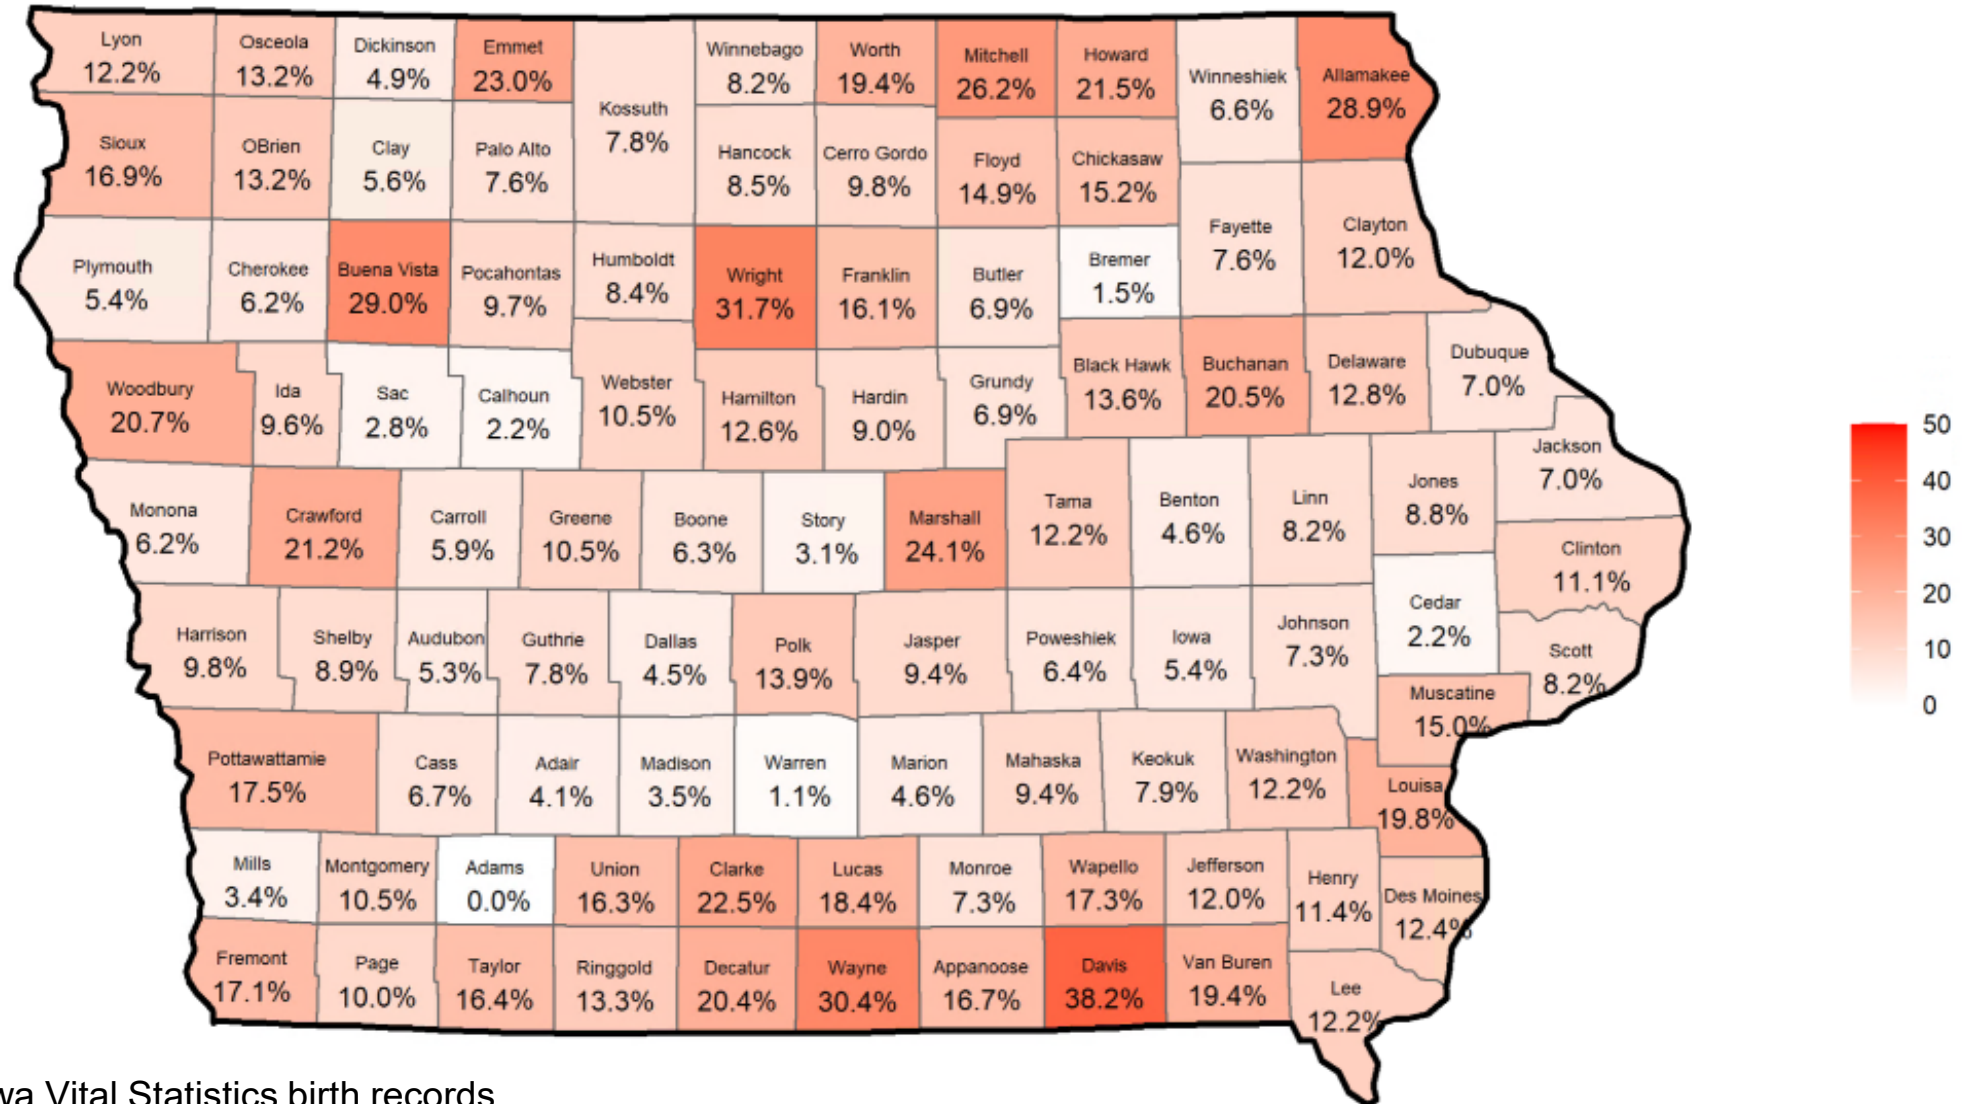 Lyon
12.2%
Osceola
13.2%
Dickinson
4.9%
Emmet
23.0%
Kossuth
7.8%
Winnebago
8.2%
Worth
19.4%
Mitchell
26.2%
Howard
21.5%
Winneshiek
6.6%
Allamakee
28.9%
Sioux
16.9%
OBrien
13.2%
Clay
5.6%
Palo Alto
7.6%
Hancock
8.5%
Cerro Gordo
9.8%
Floyd
14.9%
Chickasaw
15.2%
Fayette
7.6%
Clayton
12.0%
Plymouth
5.4%
Cherokee
6.2%
Buena Vista
29.0%
Pocahontas
9.7%
Humboldt
8.4%
Wright
31.7%
Franklin
16.1%
Butler
6.9%
Bremer
1.5%
Woodbury
20.7%
Ida
9.6%
Sac
2.8%
Calhoun
2.2%
Webster
10.5%
Hamilton
12.6%
Hardin
9.0%
Grundy
6.9%
Black Hawk
13.6%
Buchanan
20.5%
Delaware
12.8%
Dubuque
7.0%
Jackson
7.0%
Monona
6.2%
Crawford
21.2%
Carroll
5.9%
Greene
10.5%
Boone
6.3%
Story
3.1%
Marshall
24.1%
Tama
12.2%
Benton
4.6%
Linn
8.2%
Jones
8.8%
Clinton
11.1%
Cedar
2.2%
Scott
8.2%
Harrison
9.8%
Shelby
8.9%
Audubon
5.3%
Guthrie
7.8%
Dallas
4.5%
Polk
13.9%
Jasper
9.4%
Poweshiek
6.4%
Iowa
5.4%
Johnson
7.3%
Muscatine
15.0%
Pottawattamie
17.5%
Cass
6.7%
Adair
4.1%
Madison
3.5%
Warren
1.1%
Marion
4.6%
Mahaska
9.4%
Keokuk
7.9%
Washington
12.2%
Louisa
19.8%
Mills
3.4%
Montgomery
10.5%
Adams
0.0%
Union
16.3%
Clarke
22.5%
Lucas
18.4%
Monroe
7.3%
Wapello
17.3%
Jefferson
12.0%
Henry
11.4%
Des Moines
12.4%
Fremont
17.1%
Page
10.0%
Taylor
16.4%
Ringgold
13.3%
Decatur
20.4%
Wayne
30.4%
Appanoose
16.7%
Davis
38.2%
Van Buren
19.4%
Lee
12.2%
50
40
30
20
10
0
wa Vital Statistics birth records